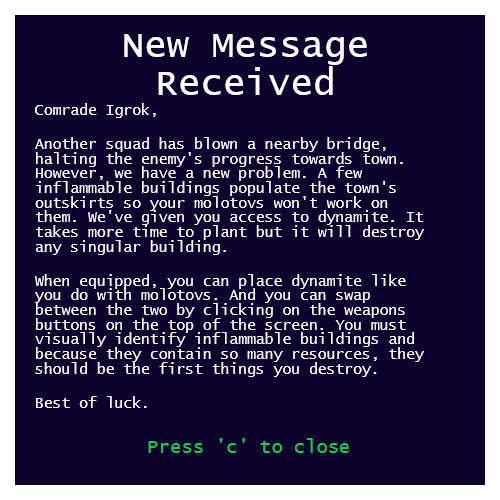 New Message
Received
Comrade Igrok,
Another squad has blown a nearby bridge,
halting the enemy's progress towards town.
However, we have a new problem. A few
inflammable buildings populate the town's
outskirts so your molotovs won't work on
them. We've given you access to dynamite. It
takes more time to plant but it will destroy
any singular building.
When equipped, you can place dynamite like
you do with molotovs. And you can swap
between the two by clicking on the weapons
buttons on the top of the screen. You must
visually identify inflammable buildings and
because they contain so many resources, they
should be the first things you destroy.
Best of luck.
Press 'c' to close